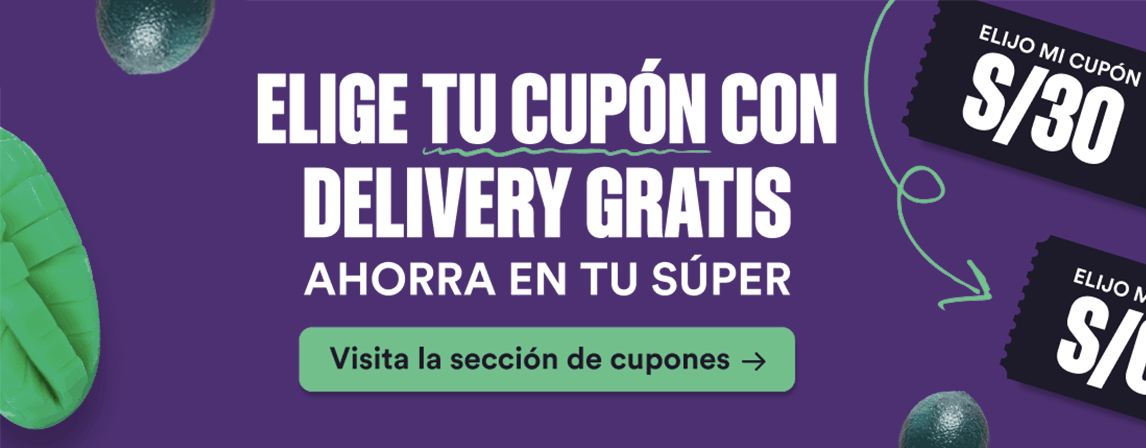 ELIGE TU CUPÓN CON
DELIVERY GRATIS
AHORRA EN TU SÚPER
Visita la sección de cupones →
ELIJO MI CUPÓN
S/30
ELIJO